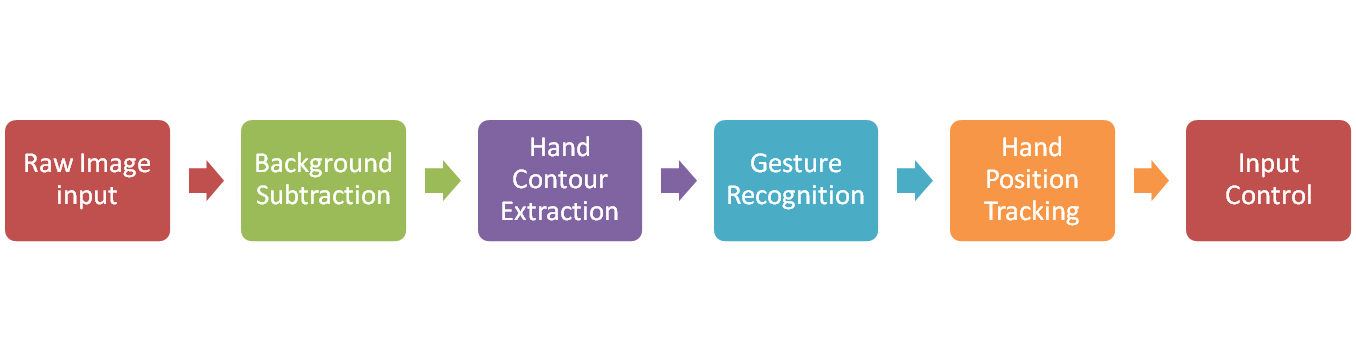 Raw Image
input
Background
Subtraction
Hand
Contour
Extraction
Gesture
Recognition
Hand
Position
Tracking
Input
Control